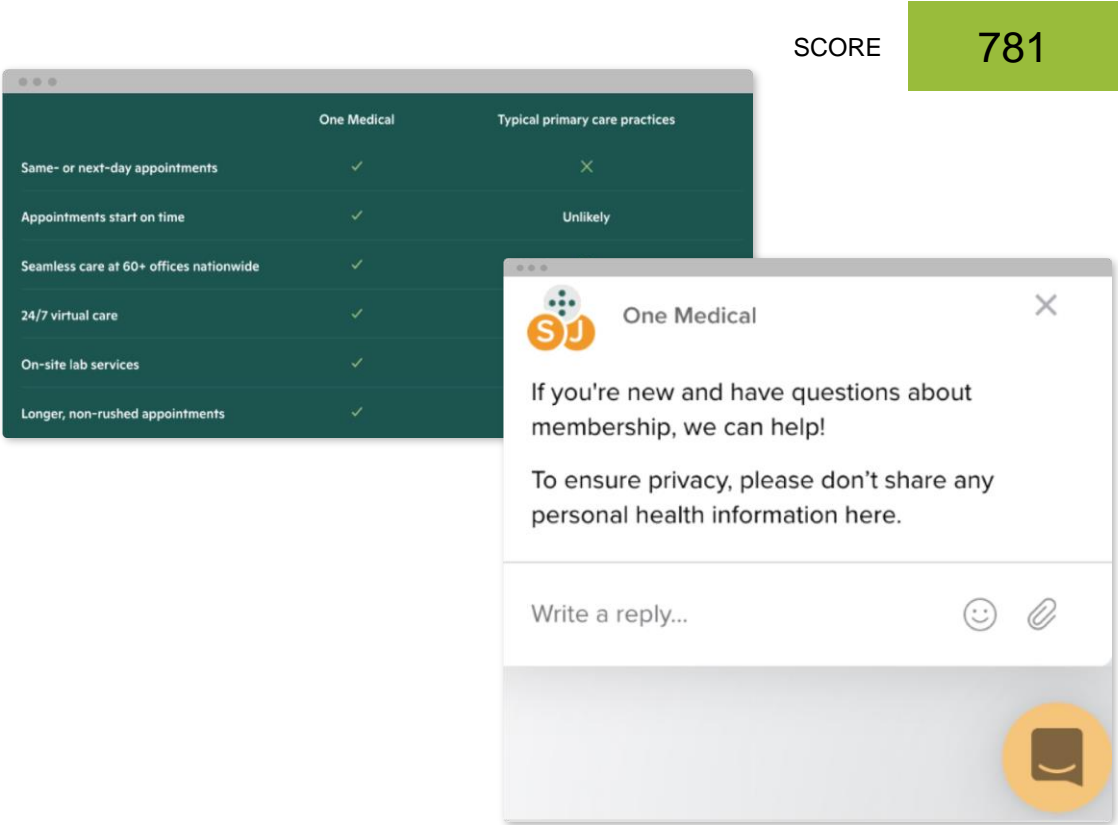 SCORE 781
One Medical Typical primary care practices
Same- or next-day appointments
Appointments start on time Unlikely
Seamless care at 60+ offices nationwide
24/7 virtual care
On-site lab services
Longer, non-rushed appointments
SJ One Medical
If you're new and have questions about
membership, we can help!
To ensure privacy, please don’t share any
personal health information here.
Write a reply...